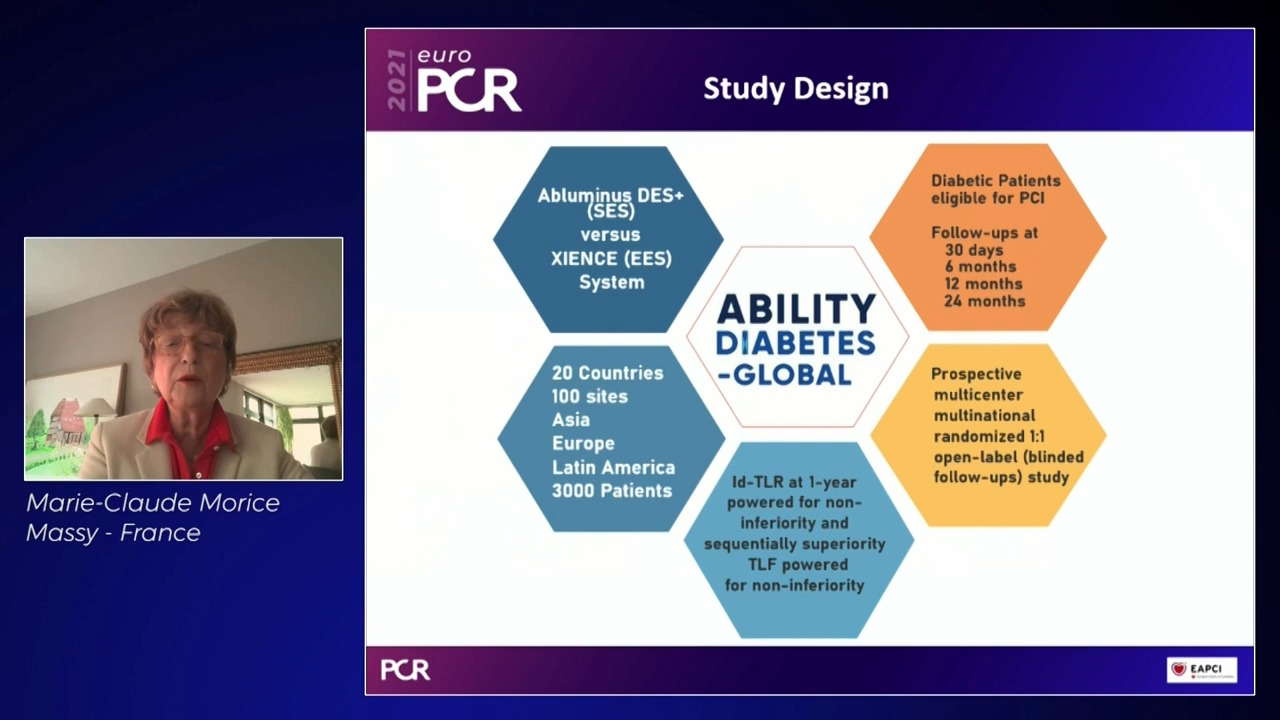 2021
euro
PCR
Study Design
Abluminus DES+
(SES)
versus
XIENCE (EES)
System
Diabetic Patients
eligible for PCI
Follow-ups at
30 days
6 months
12 months
24 months
ABILITY
DIABETES
-GLOBAL
20 Countries
100 sites
Asia
Europe
Latin America
3000 Patients
Prospective
multicenter
multinational
randomized 1:1
open-label (blinded
follow-ups) study
Id-TLR at 1-year
powered for non-
inferiority and
sequentially superiority
TLF powered
for non-inferiority
Marie-Claude Morice
Massy - France
PCR
EAPCI